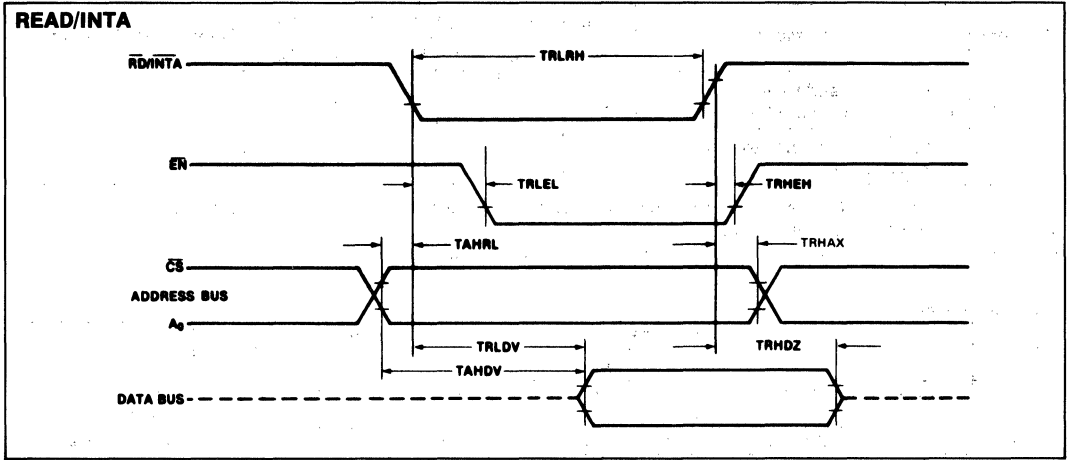 READ/INTA
RD/INTA
TRLRH
EN
TRLEL
TRHEH
TAHRL
TRHAX
CS
ADDRESS BUS
A0
TRLDV
TRHDZ
TAHDV
DATA BUS